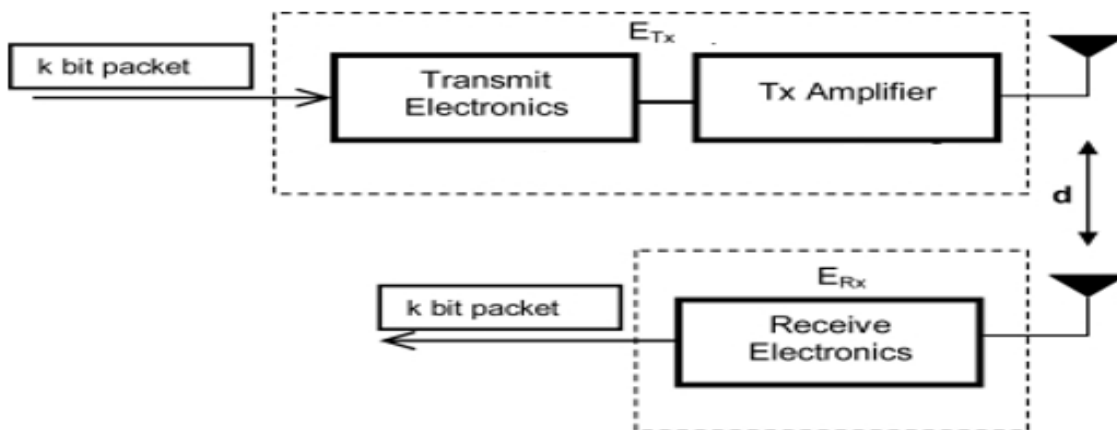 E_Tx
k bit packet
Transmit
Electronics
Tx Amplifier
d
E_Rx
k bit packet
Receive
Electronics